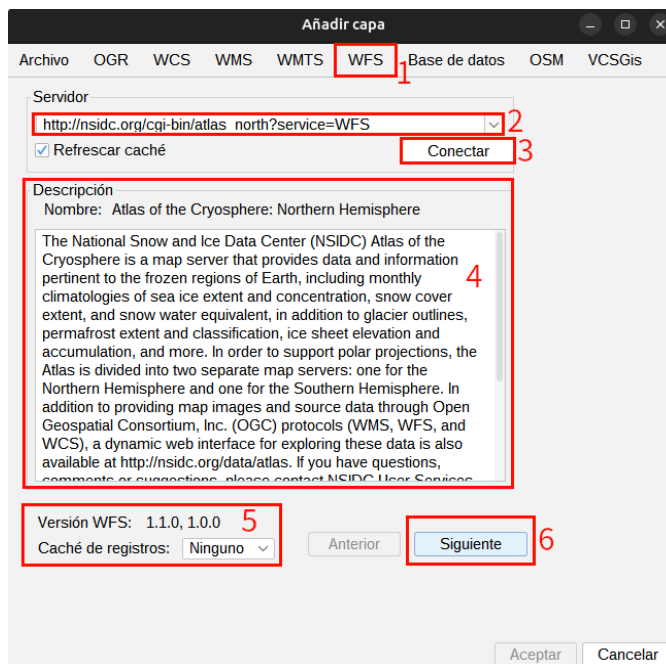 Añadir capa
Archivo OGR WCS WMS WMTS WFS Base de datos OSM VCSGis
1
Servidor
http://nsidc.org/cgi-bin/atlas_north?service=WFS
2
Refrescar caché
Conectar
3
Descripción
Nombre: Atlas of the Cryosphere: Northern Hemisphere
The National Snow and Ice Data Center (NSIDC) Atlas of the
Cryosphere is a map server that provides data and information
pertinent to the frozen regions of Earth, including monthly
climatologies of sea ice extent and concentration, snow cover
extent, and snow water equivalent, in addition to glacier outlines,
permafrost extent and classification, ice sheet elevation and
accumulation, and more. In order to support polar projections, the
Atlas is divided into two separate map servers: one for the
Northern Hemisphere and one for the Southern Hemisphere. In
addition to providing map images and source data through Open
Geospatial Consortium, Inc. (OGC) protocols (WMS, WFS, and
WCS), a dynamic web interface for exploring these data is also
available at http://nsidc.org/data/atlas. If you have questions,
comments or suggestions, please contact NSIDC User Services
4
Versión WFS: 1.1.0, 1.0.0
5
Caché de registros: Ninguno
Anterior
Siguiente
6
Aceptar
Cancelar